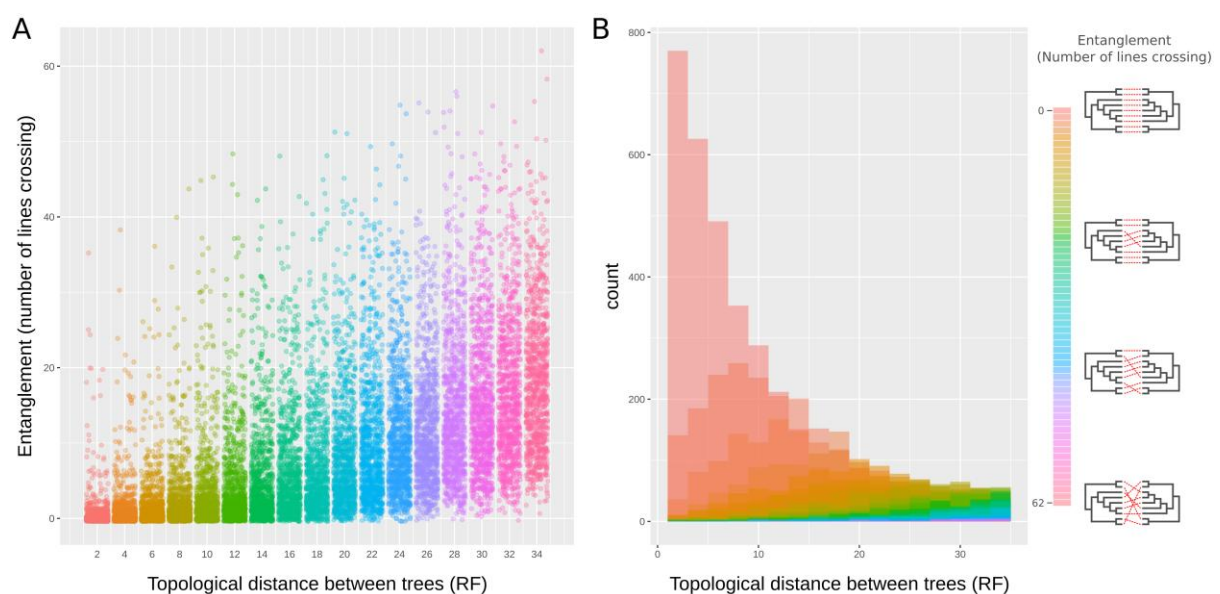 A
Entanglement (number of lines crossing)
60
40
20
0
2 4 6 8 10 12 14 16 18 20 22 24 26 28 30 32 34
Topological distance between trees (RF)
B
count
800
600
400
200
0
0 10 20 30
Topological distance between trees (RF)
Entanglement
(Number of lines crossing)
0
62